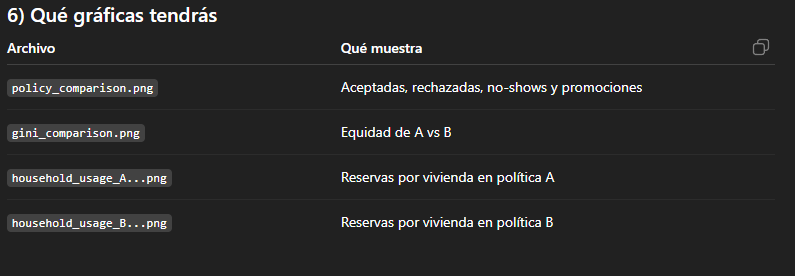 6) Qué gráficas tendrás
Archivo Qué muestra
policy_comparison.png Aceptadas, rechazadas, no-shows y promociones
gini_comparison.png Equidad de A vs B
household_usage_A...png Reservas por vivienda en política A
household_usage_B...png Reservas por vivienda en política B